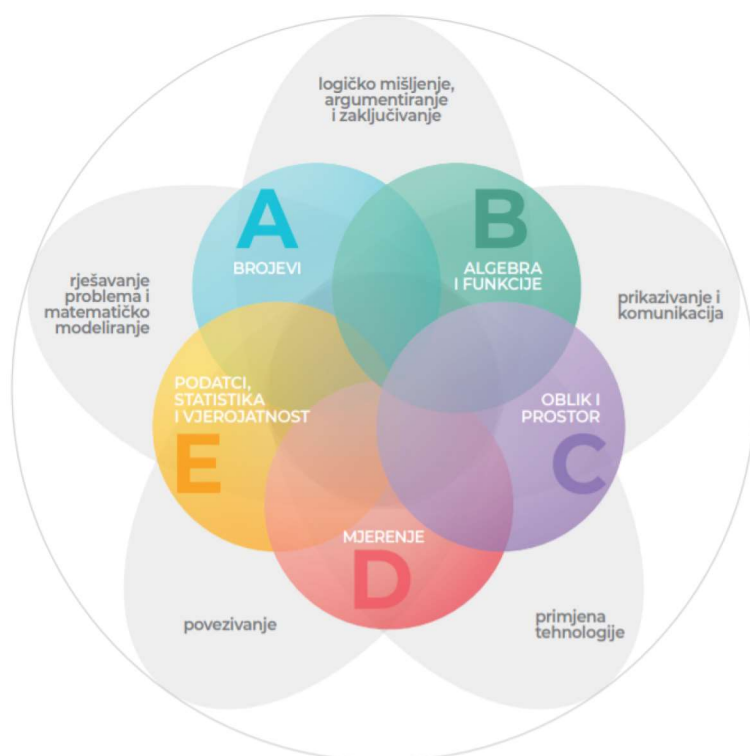 logičko mišljenje,
argumentiranje
i zaključivanje
A
BROJEVI
B
ALGEBRA
I FUNKCIJE
rješavanje
problema i
matematičko
modeliranje
prikazivanje i
komunikacija
PODATCI,
STATISTIKA
I VJEROJATNOST
E
OBLIK I
PROSTOR
C
MJERENJE
D
povezivanje
primjena
tehnologije